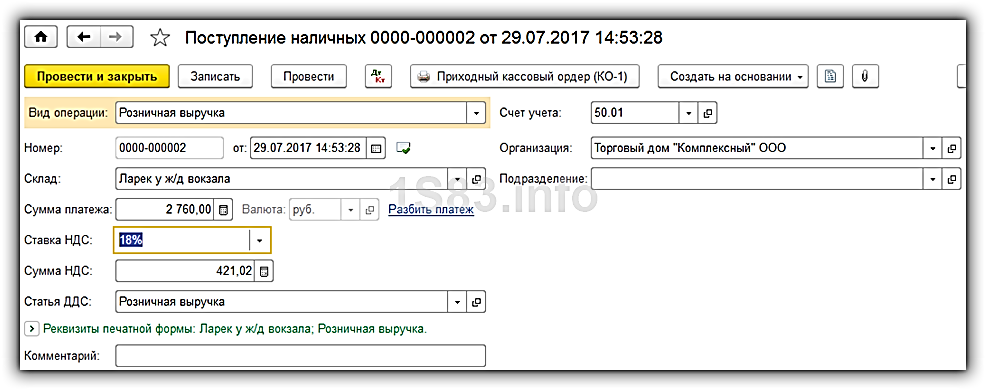 Поступление наличных 0000-000002 от 29.07.2017 14:53:28
Провести и закрыть Записать Провести Дт Кт Приходный кассовый ордер (КО-1) Создать на основании
Вид операции: Розничная выручка Счет учета: 50.01
Номер: 0000-000002 от: 29.07.2017 14:53:28 Организация: Торговый дом "Комплексный" ООО
Склад: Ларек у ж/д вокзала Подразделение:
1S83.info
Сумма платежа: 2 760,00 Валюта: руб. Разбить платеж
Ставка НДС: 18%
Сумма НДС: 421,02
Статья ДДС: Розничная выручка
Реквизиты печатной формы: Ларек у ж/д вокзала; Розничная выручка.
Комментарий: